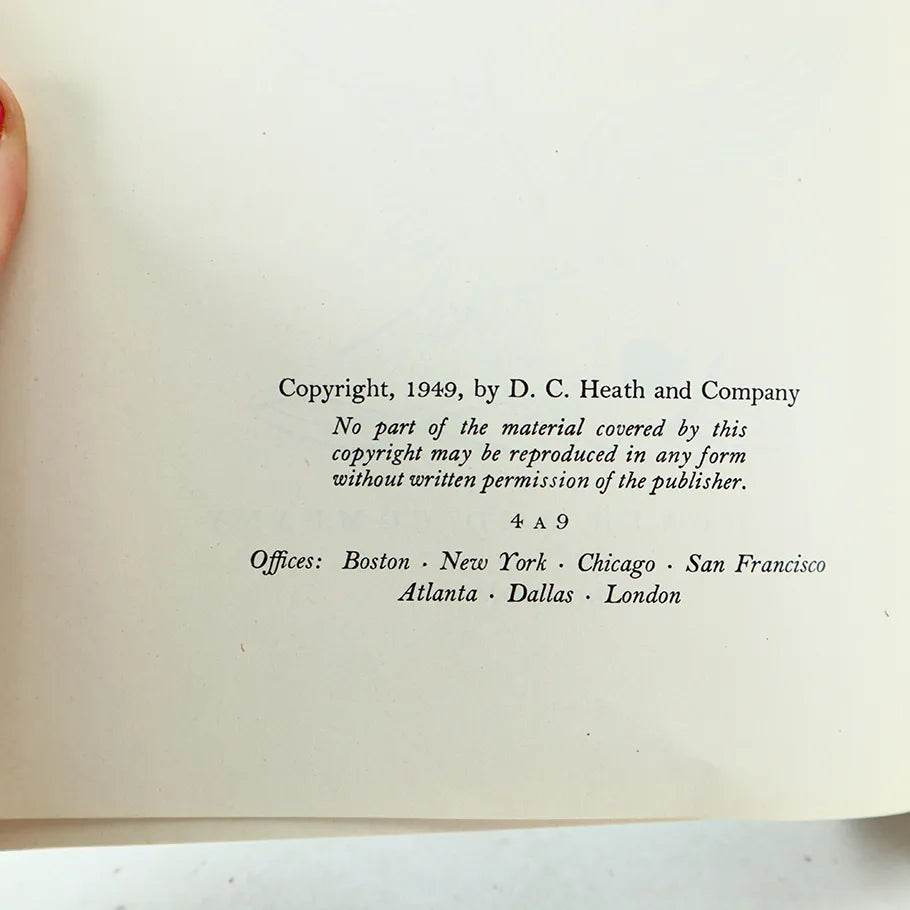 Copyright, 1949, by D. C. Heath and Company
No part of the material covered by this
copyright may be reproduced in any form
without written permission of the publisher.
4 A 9
Offices: Boston · New York · Chicago · San Francisco
Atlanta · Dallas · London